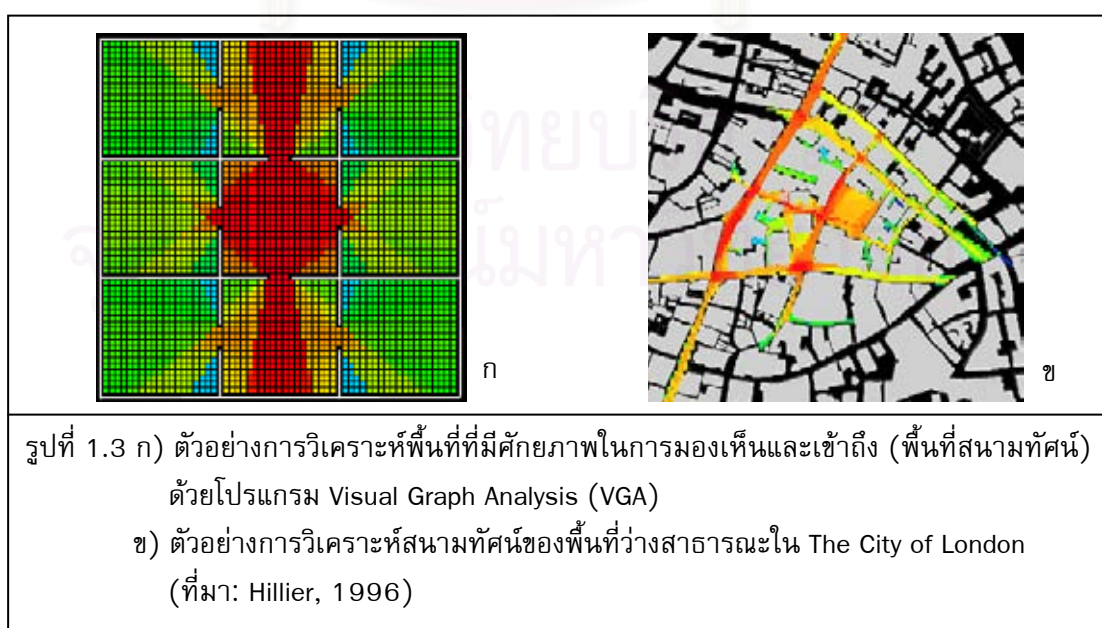 ก
ข
รูปที่ 1.3 ก) ตัวอย่างการวิเคราะห์พื้นที่ที่มีศักยภาพในการมองเห็นและเข้าถึง (พื้นที่สนามทัศน์)
ด้วยโปรแกรม Visual Graph Analysis (VGA)
ข) ตัวอย่างการวิเคราะห์สนามทัศน์ของพื้นที่ว่างสาธารณะใน The City of London
(ที่มา: Hillier, 1996)